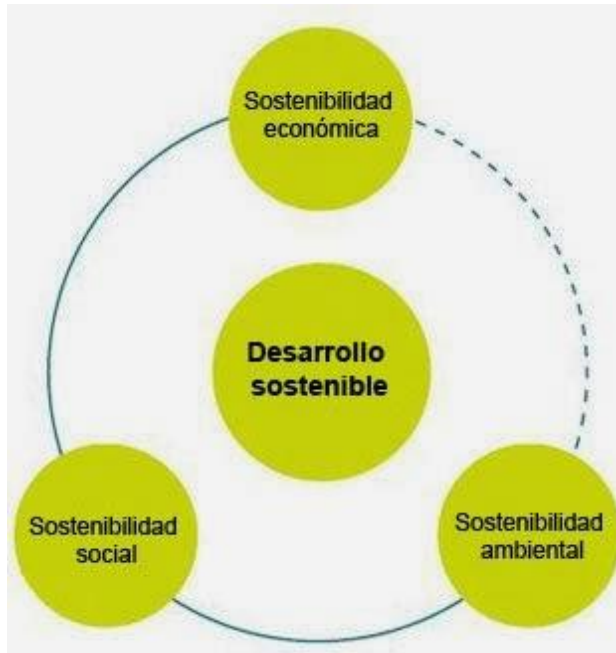 Sostenibilidad
económica
Desarrollo
sostenible
Sostenibilidad
social
Sostenibilidad
ambiental